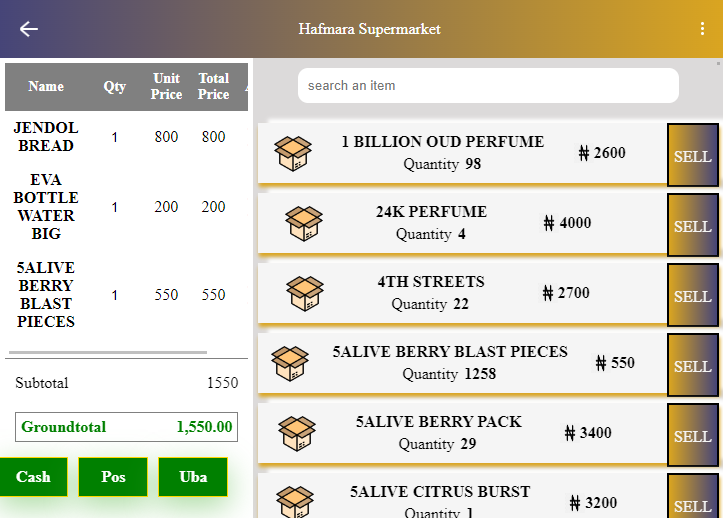 Hafmara Supermarket
Name Qty Unit Price Total Price
JENDOL BREAD 1 800 800
EVA BOTTLE WATER BIG 1 200 200
5ALIVE BERRY BLAST PIECES 1 550 550
Subtotal 1550
Groundtotal 1,550.00
Cash Pos Uba
search an item
1 BILLION OUD PERFUME
Quantity 98
₦ 2600
SELL
24K PERFUME
Quantity 4
₦ 4000
SELL
4TH STREETS
Quantity 22
₦ 2700
SELL
5ALIVE BERRY BLAST PIECES
Quantity 1258
₦ 550
SELL
5ALIVE BERRY PACK
Quantity 29
₦ 3400
SELL
5ALIVE CITRUS BURST
Quantity 1
₦ 3200
SELL